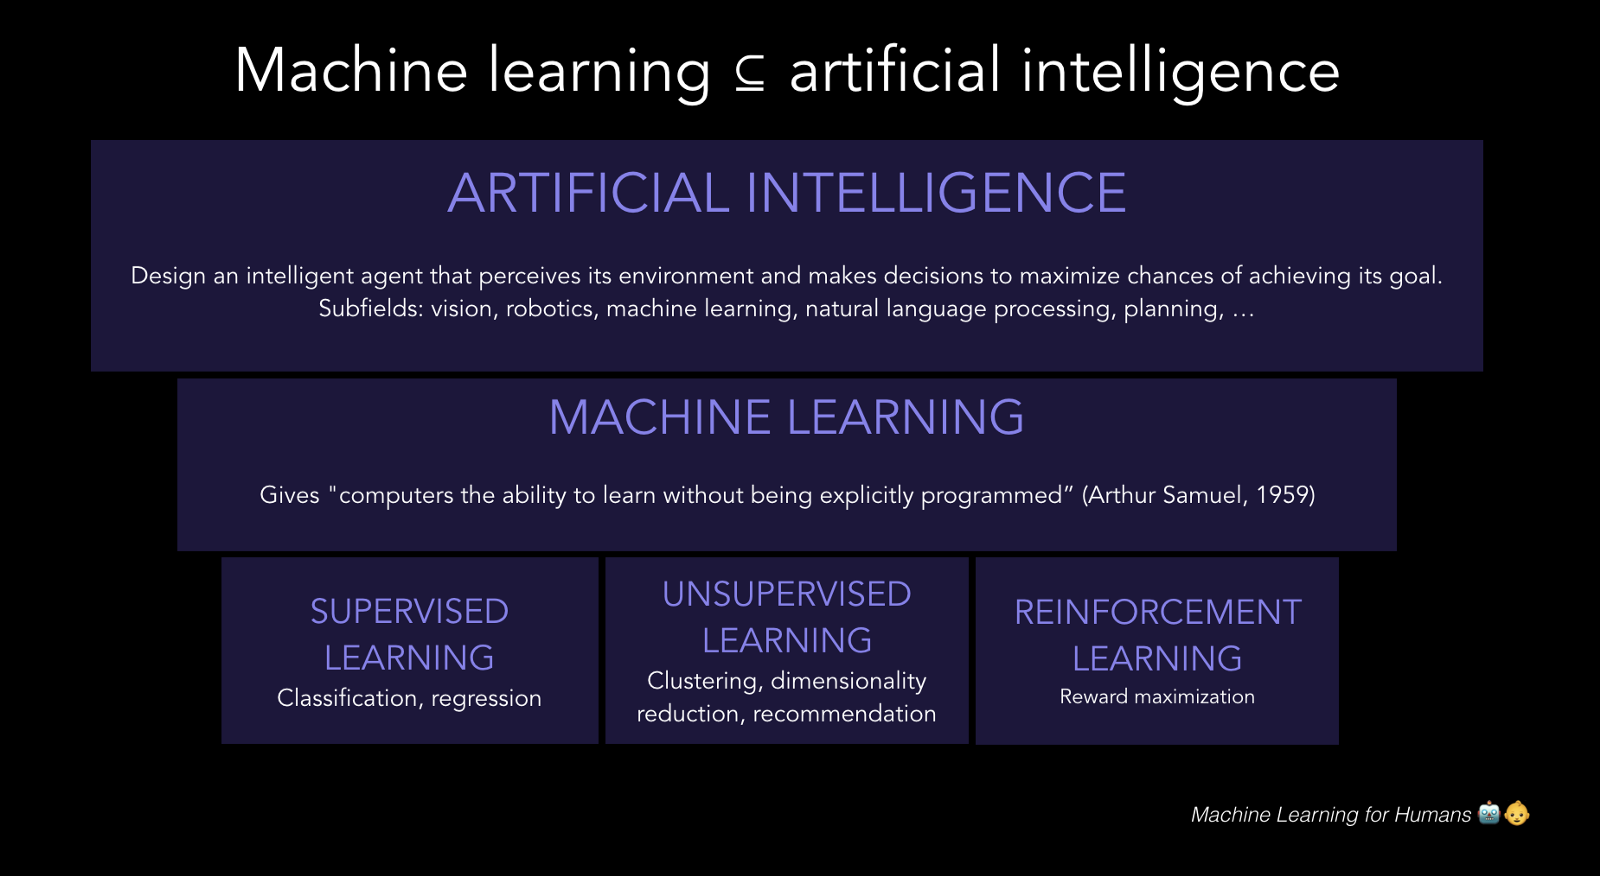 Machine learning ⊆ artificial intelligence
ARTIFICIAL INTELLIGENCE
Design an intelligent agent that perceives its environment and makes decisions to maximize chances of achieving its goal.
Subfields: vision, robotics, machine learning, natural language processing, planning, …
MACHINE LEARNING
Gives "computers the ability to learn without being explicitly programmed” (Arthur Samuel, 1959)
SUPERVISED
LEARNING
Classification, regression
UNSUPERVISED
LEARNING
Clustering, dimensionality
reduction, recommendation
REINFORCEMENT
LEARNING
Reward maximization
Machine Learning for Humans 🤖👶